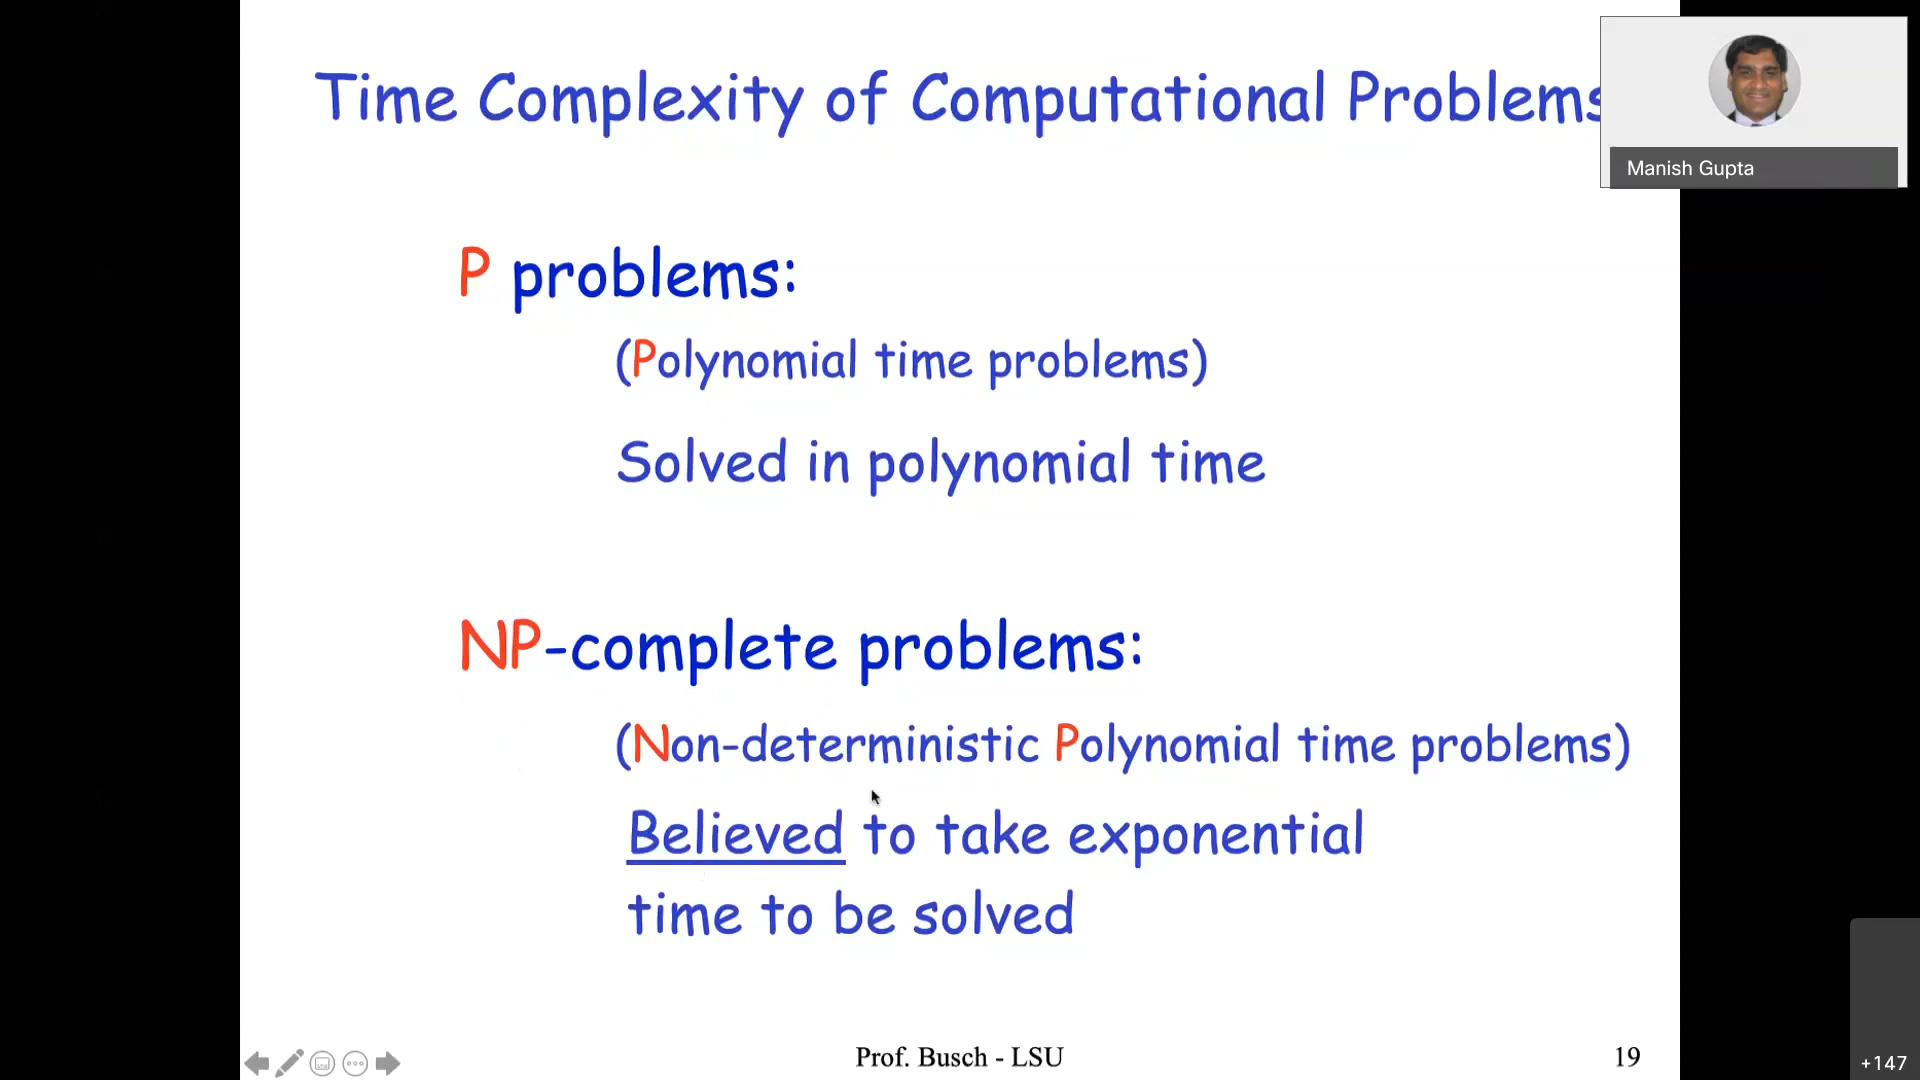 Time Complexity of Computational Problems
Manish Gupta
P problems:
(Polynomial time problems)
Solved in polynomial time
NP-complete problems:
(Non-deterministic Polynomial time problems)
Believed to take exponential
time to be solved
Prof. Busch - LSU
19
+147